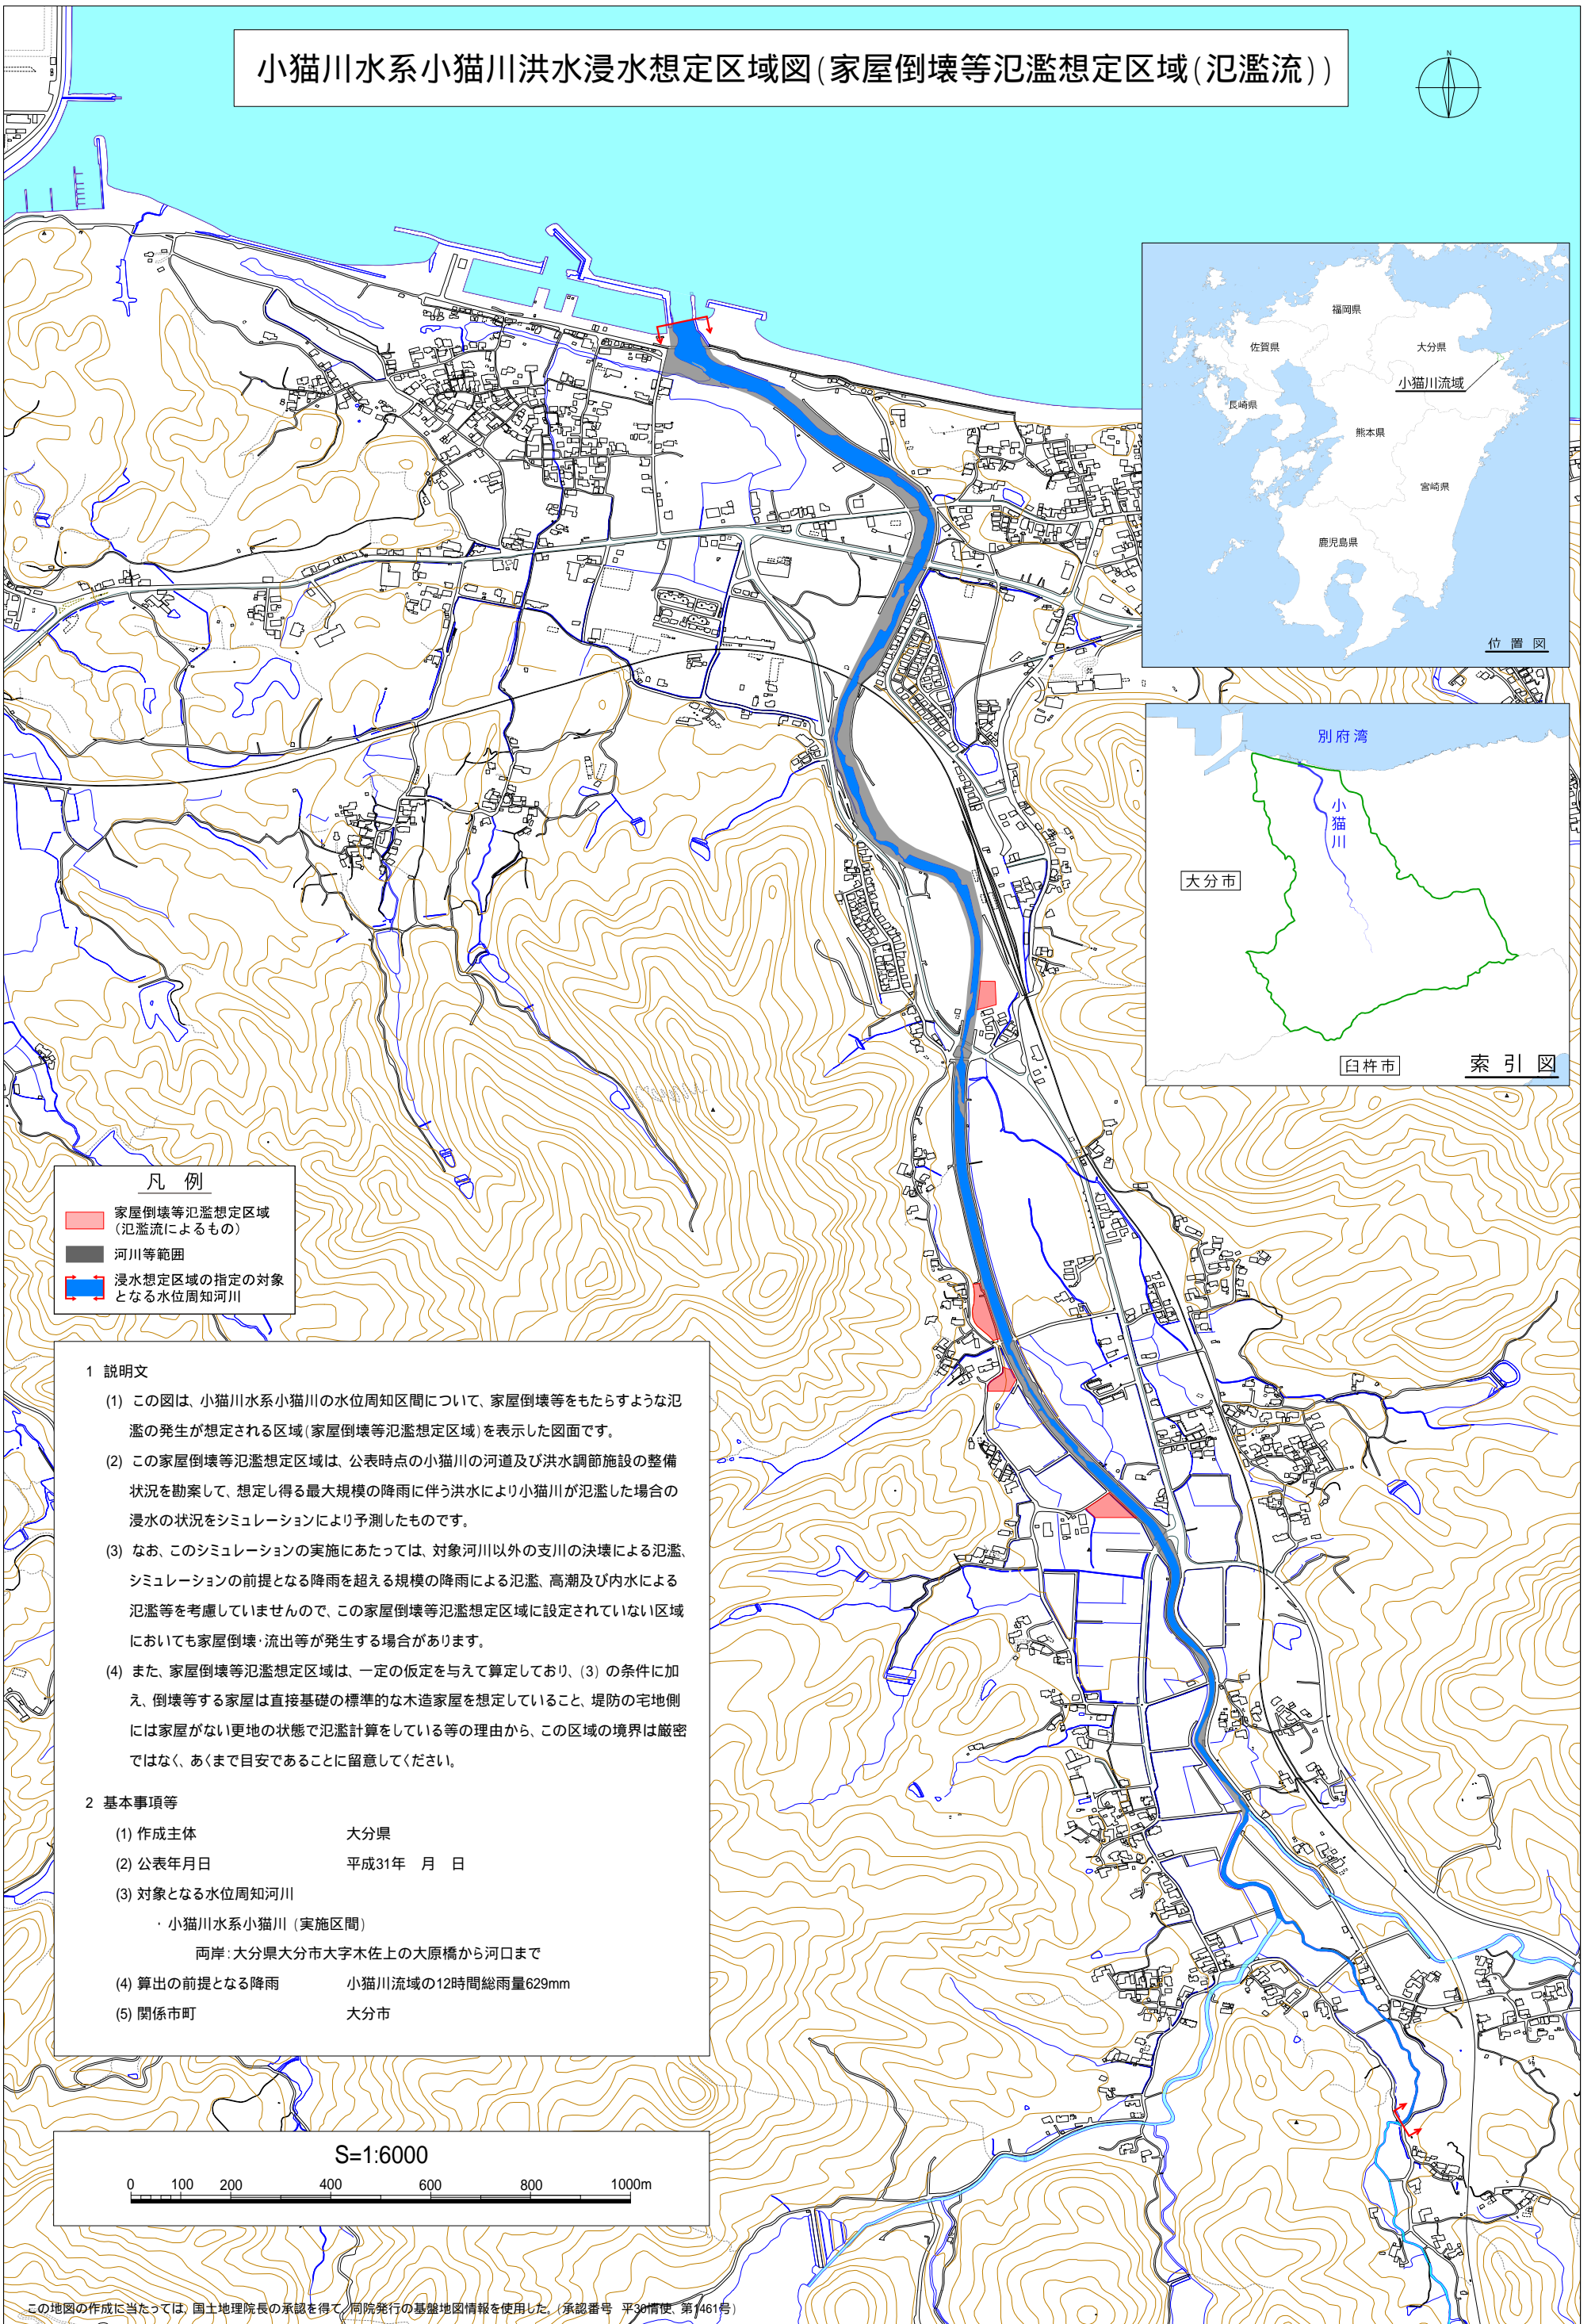 小猫川水系小猫川洪水浸水想定区域図(家屋倒壊等氾濫想定区域(氾濫流))
N
福岡県
佐賀県
大分県
小猫川流域
長崎県
熊本県
宮崎県
鹿児島県
位置図
別府湾
小猫川
大分市
臼杵市
索引図
凡例
家屋倒壊等氾濫想定区域
(氾濫流によるもの)
河川等範囲
浸水想定区域の指定の対象
となる水位周知河川
1 説明文
(1) この図は、小猫川水系小猫川の水位周知区間について、家屋倒壊等をもたらすような氾
濫の発生が想定される区域(家屋倒壊等氾濫想定区域)を表示した図面です。
(2) この家屋倒壊等氾濫想定区域は、公表時点の小猫川の河道及び洪水調節施設の整備
状況を勘案して、想定し得る最大規模の降雨に伴う洪水により小猫川が氾濫した場合の
浸水の状況をシミュレーションにより予測したものです。
(3) なお、このシミュレーションの実施にあたっては、対象河川以外の支川の決壊による氾濫、
シミュレーションの前提となる降雨を超える規模の降雨による氾濫、高潮及び内水による
氾濫等を考慮していませんので、この家屋倒壊等氾濫想定区域に設定されていない区域
においても家屋倒壊・流出等が発生する場合があります。
(4) また、家屋倒壊等氾濫想定区域は、一定の仮定を与えて算定しており、(3) の条件に加
え、倒壊等する家屋は直接基礎の標準的な木造家屋を想定していること、堤防の宅地側
には家屋がない更地の状態で氾濫計算をしている等の理由から、この区域の境界は厳密
ではなく、あくまで目安であることに留意してください。
2 基本事項等
(1) 作成主体 大分県
(2) 公表年月日 平成31年 月 日
(3) 対象となる水位周知河川
・小猫川水系小猫川 (実施区間)
両岸:大分県大分市大字木佐上の大原橋から河口まで
(4) 算出の前提となる降雨 小猫川流域の12時間総雨量629mm
(5) 関係市町 大分市
S=1:6000
0 100 200 400 600 800 1000m
この地図の作成に当たっては、国土地理院長の承認を得て、同院発行の基盤地図情報を使用した。(承認番号 平30情使、第1461号)